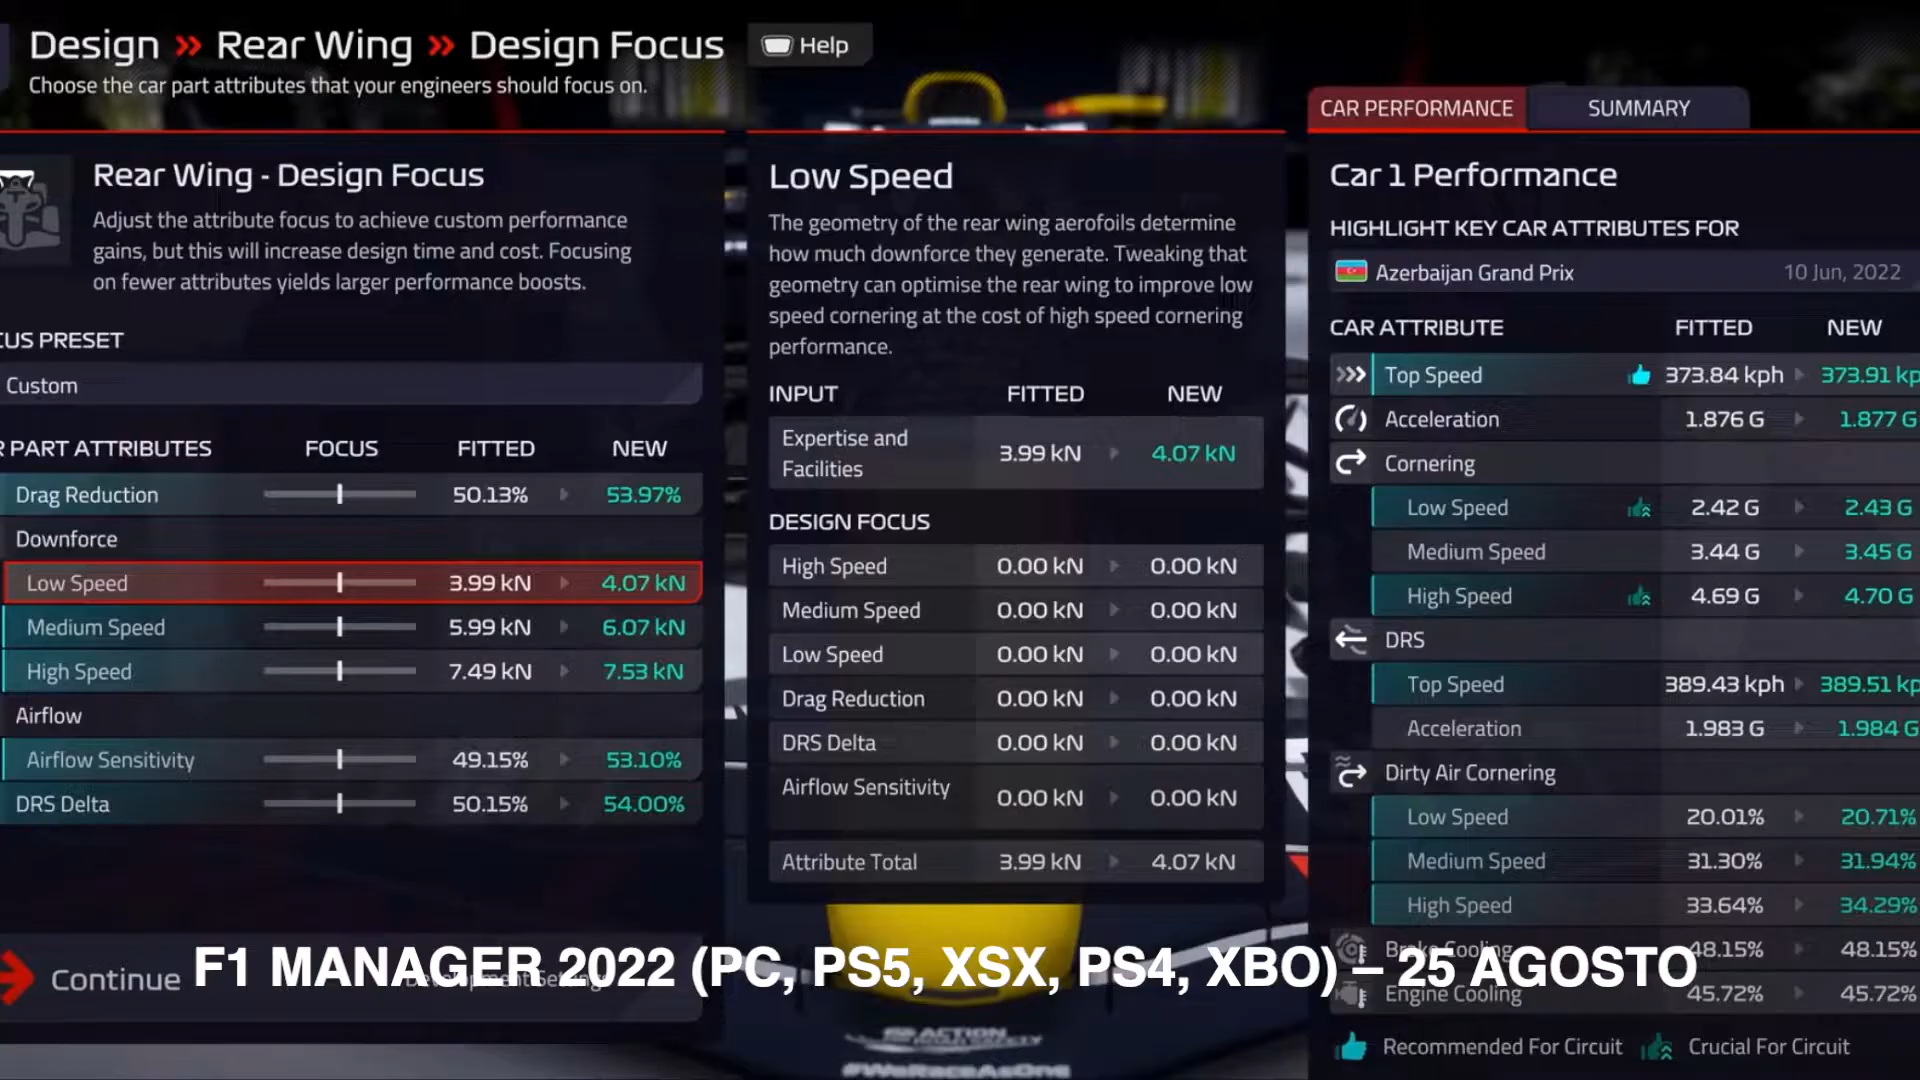 Design » Rear Wing » Design Focus
Help
Choose the car part attributes that your engineers should focus on.
Rear Wing - Design Focus
Adjust the attribute focus to achieve custom performance
gains, but this will increase design time and cost. Focusing
on fewer attributes yields larger performance boosts.
CUS PRESET
Custom
R PART ATTRIBUTES FOCUS FITTED NEW
Drag Reduction 50.13% 53.97%
Downforce
Low Speed 3.99 kN 4.07 kN
Medium Speed 5.99 kN 6.07 kN
High Speed 7.49 kN 7.53 kN
Airflow
Airflow Sensitivity 49.15% 53.10%
DRS Delta 50.15% 54.00%
Continue
Low Speed
The geometry of the rear wing aerofoils determine
how much downforce they generate. Tweaking that
geometry can optimise the rear wing to improve low
speed cornering at the cost of high speed cornering
performance.
INPUT FITTED NEW
Expertise and
Facilities 3.99 kN 4.07 kN
DESIGN FOCUS
High Speed 0.00 kN 0.00 kN
Medium Speed 0.00 kN 0.00 kN
Low Speed 0.00 kN 0.00 kN
Drag Reduction 0.00 kN 0.00 kN
DRS Delta 0.00 kN 0.00 kN
Airflow Sensitivity 0.00 kN 0.00 kN
Attribute Total 3.99 kN 4.07 kN
CAR PERFORMANCE SUMMARY
Car 1 Performance
HIGHLIGHT KEY CAR ATTRIBUTES FOR
Azerbaijan Grand Prix 10 Jun, 2022
CAR ATTRIBUTE FITTED NEW
Top Speed 373.84 kph 373.91 kp
Acceleration 1.876 G 1.877 G
Cornering
Low Speed 2.42 G 2.43 G
Medium Speed 3.44 G 3.45 G
High Speed 4.69 G 4.70 G
DRS
Top Speed 389.43 kph 389.51 kp
Acceleration 1.983 G 1.984 G
Dirty Air Cornering
Low Speed 20.01% 20.71%
Medium Speed 31.30% 31.94%
High Speed 33.64% 34.29%
Brake Cooling 48.15% 48.15%
Engine Cooling 45.72% 45.72%
Recommended For Circuit Crucial For Circuit
F1 MANAGER 2022 (PC, PS5, XSX, PS4, XBO) – 25 AGOSTO
ACTION
#WeRaceAsOne